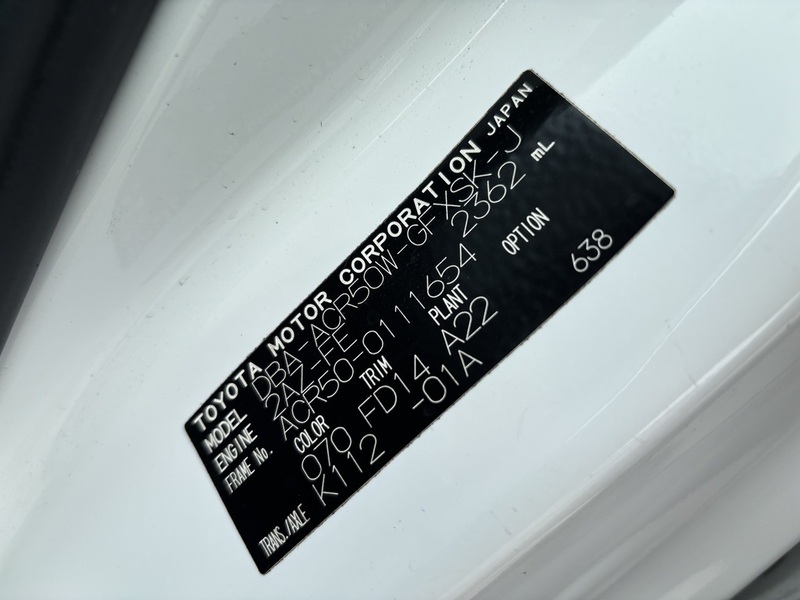 TOYOTA MOTOR CORPORATION JAPAN
MODEL DBA-ACR50W-GFXSK-J
ENGINE 2AZ-FE 2362 mL
FRAME No. ACR50-0111654
COLOR TRIM PLANT OPTION
070 FD14 A22 638
TRANS./AXLE K112 -01A